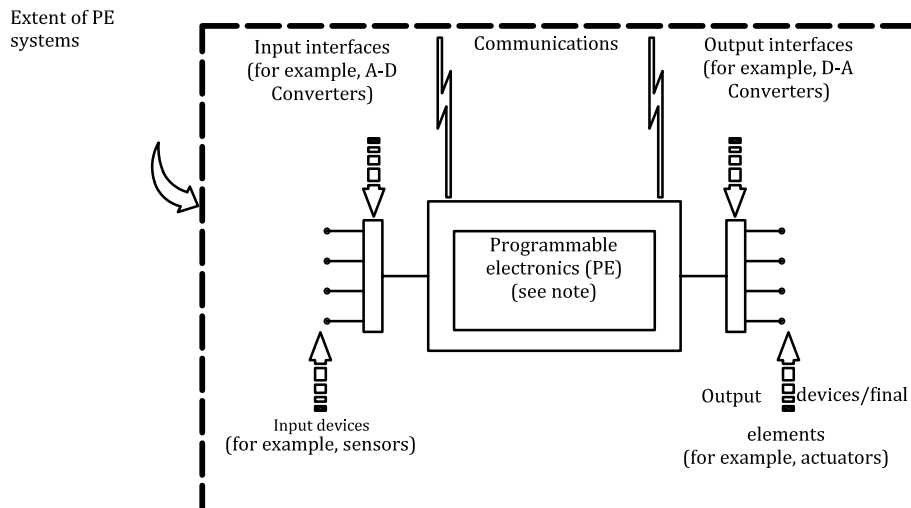 Extent of PE
systems
Input interfaces
(for example, A-D
Converters)
Communications
Output interfaces
(for example, D-A
Converters)
Programmable
electronics (PE)
(see note)
Input devices
(for example, sensors)
Output devices/final
elements
(for example, actuators)